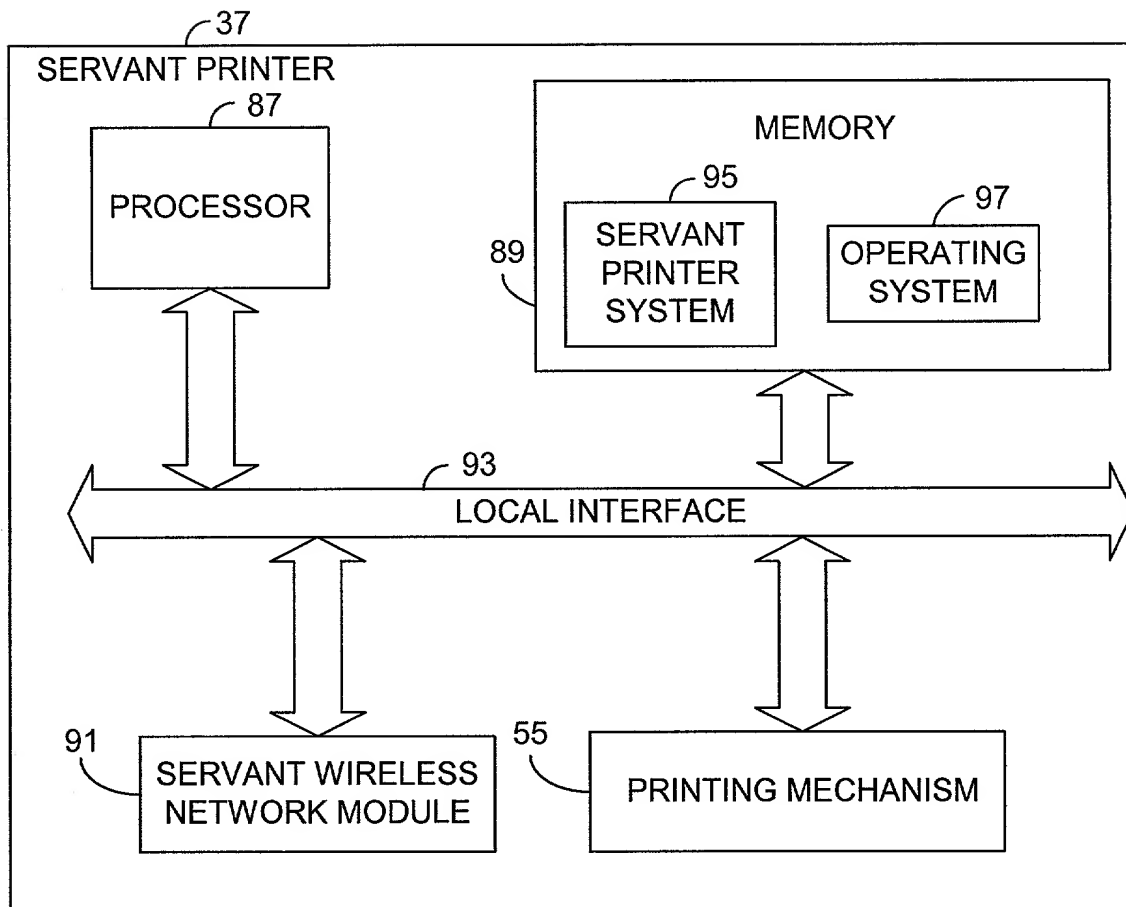 37
SERVANT PRINTER
87
PROCESSOR
MEMORY
95
SERVANT
PRINTER
SYSTEM
97
OPERATING
SYSTEM
89
93
LOCAL INTERFACE
91
SERVANT WIRELESS
NETWORK MODULE
55
PRINTING MECHANISM